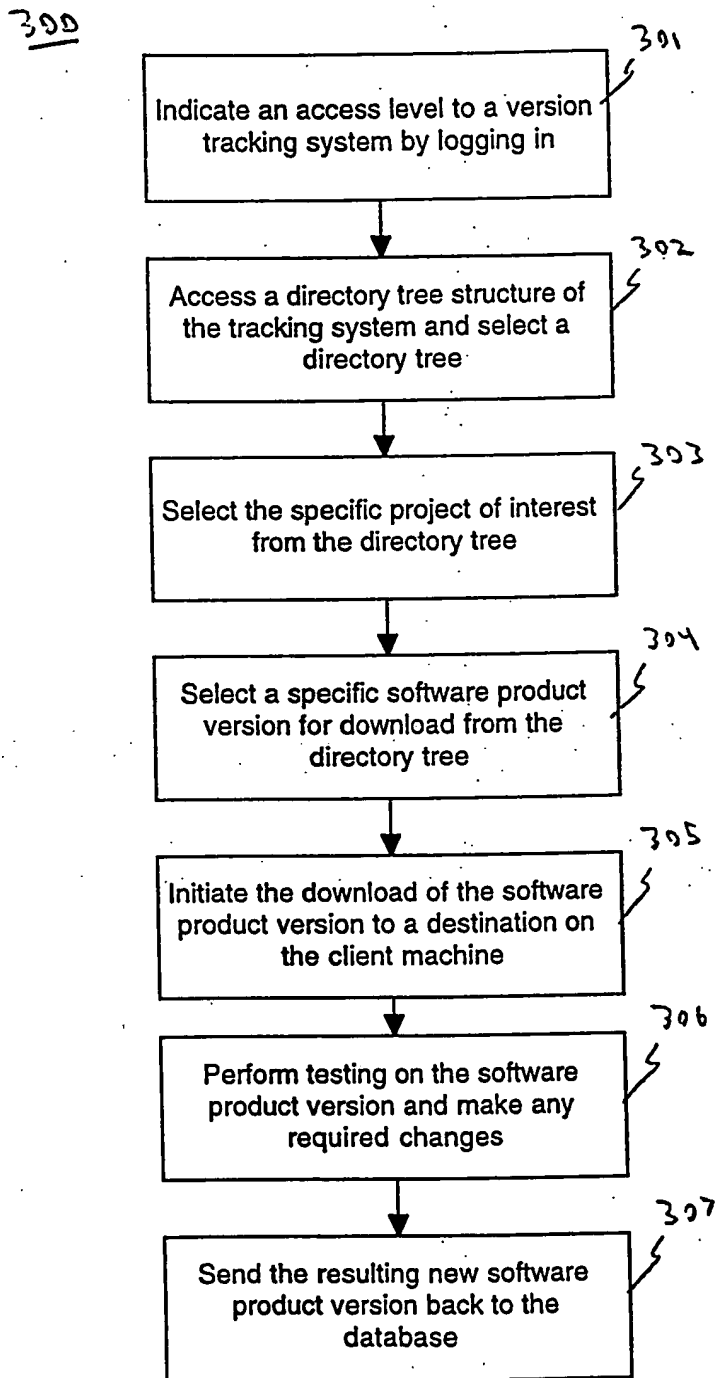 300
301
Indicate an access level to a version
tracking system by logging in
302
Access a directory tree structure of
the tracking system and select a
directory tree
303
Select the specific project of interest
from the directory tree
304
Select a specific software product
version for download from the
directory tree
305
Initiate the download of the software
product version to a destination on
the client machine
306
Perform testing on the software
product version and make any
required changes
307
Send the resulting new software
product version back to the
database